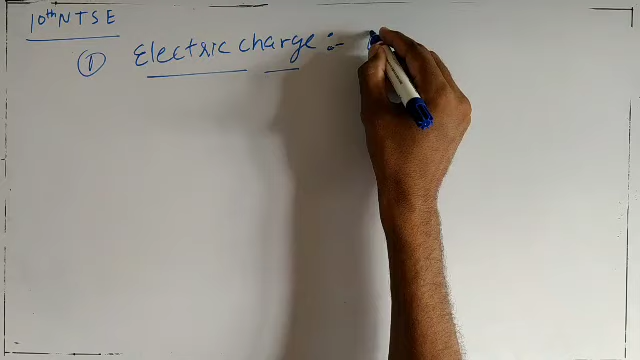 10th NTSE
① Electric charge :-